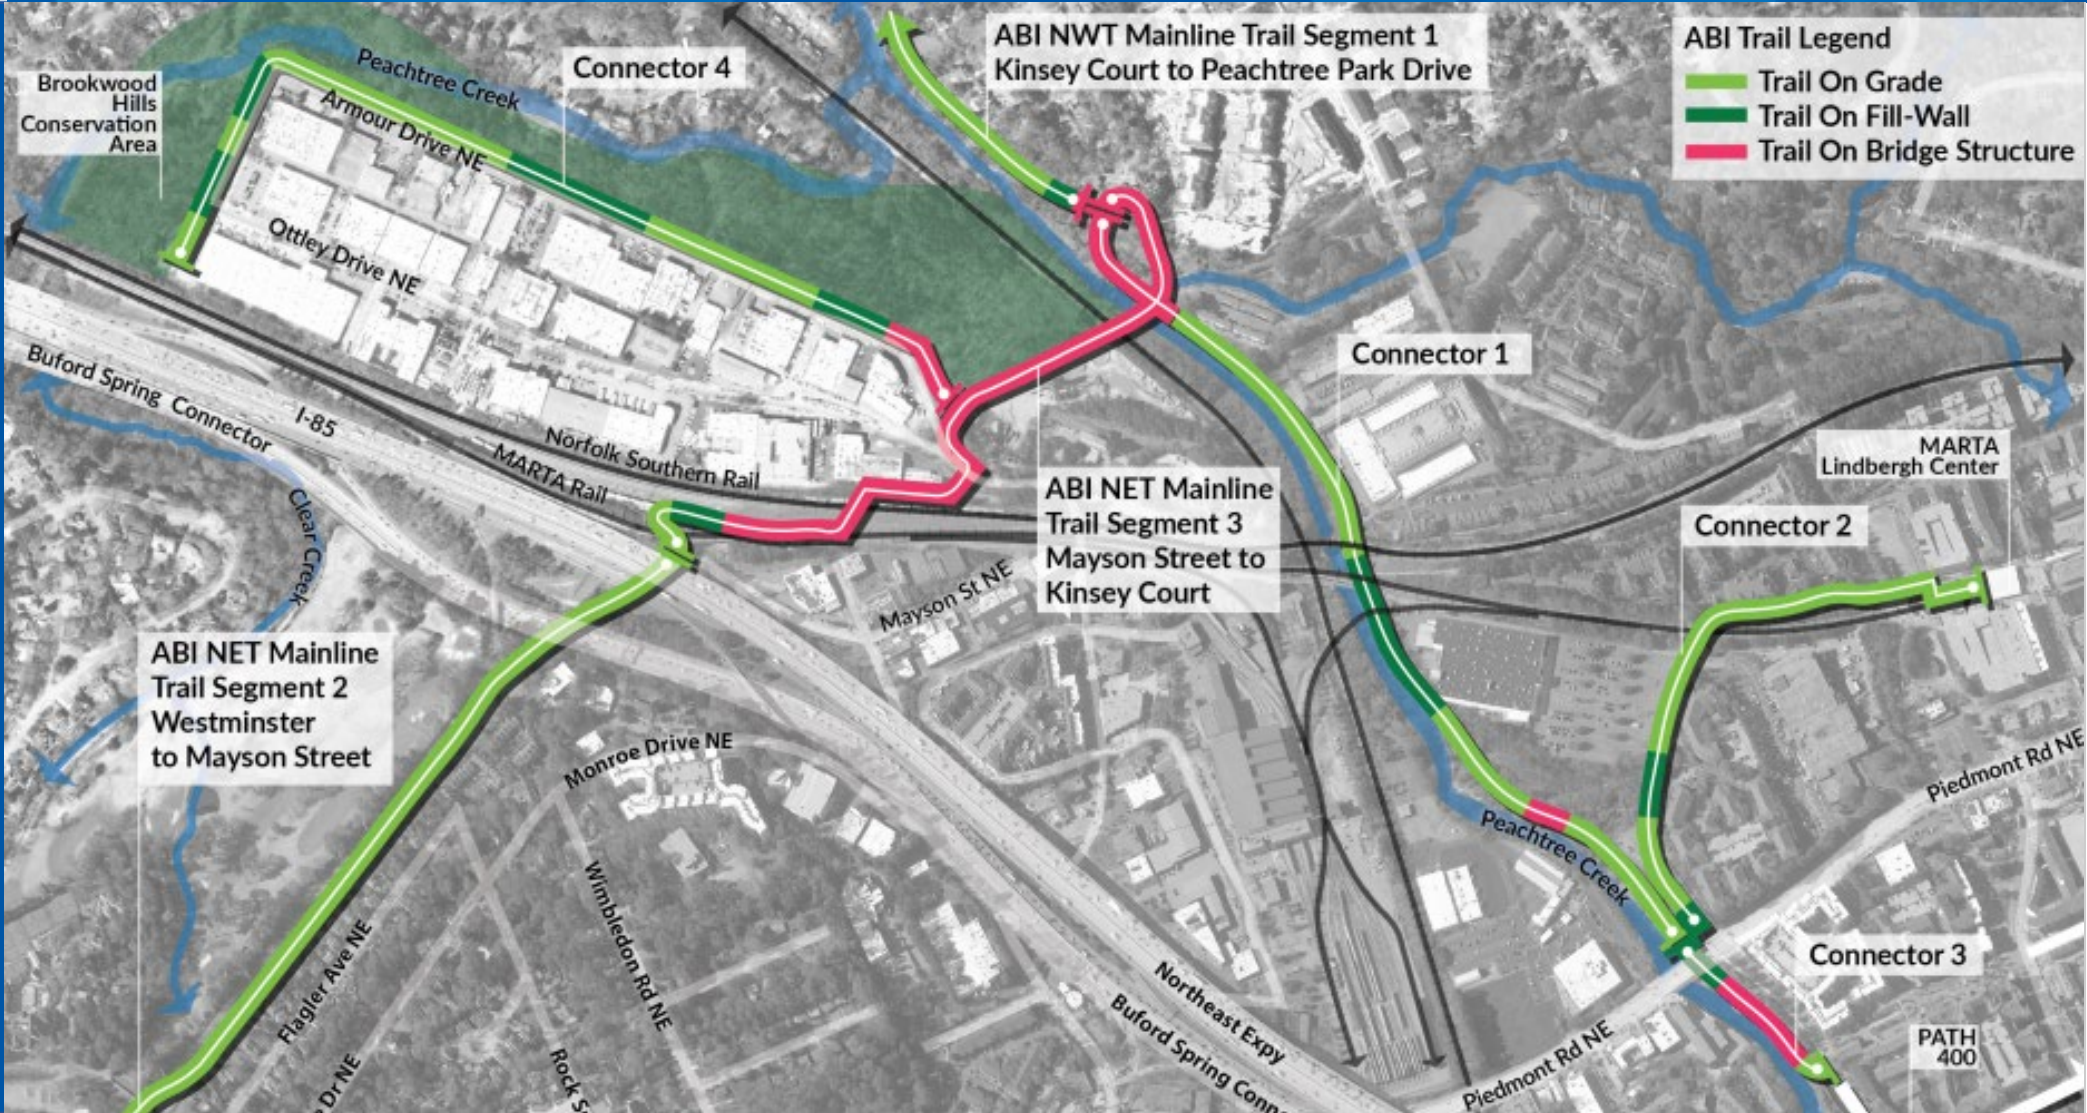 ABI NWT Mainline Trail Segment 1
Kinsey Court to Peachtree Park Drive
ABI Trail Legend
Trail On Grade
Trail On Fill-Wall
Trail On Bridge Structure
Connector 4
Peachtree Creek
Brookwood
Hills
Conservation
Area
Armour Drive NE
Ottley Drive NE
Buford Spring Connector
I-85
Norfolk Southern Rail
MARTA Rail
Clear Creek
Connector 1
MARTA
Lindbergh Center
ABI NET Mainline
Trail Segment 3
Mayson Street to
Kinsey Court
Connector 2
Mayson St NE
ABI NET Mainline
Trail Segment 2
Westminster
to Mayson Street
Monroe Drive NE
Piedmont Rd NE
Peachtree Creek
Wimbledon Rd NE
Flagler Ave NE
Connector 3
Northeast Expy
Buford Spring Conn
PATH
400
Piedmont Rd NE
Dr NE
Rock S